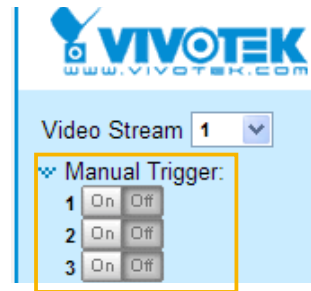 VIVOTEK
www.vivotek.com
Video Stream 1
Manual Trigger:
1 On Off
2 On Off
3 On Off